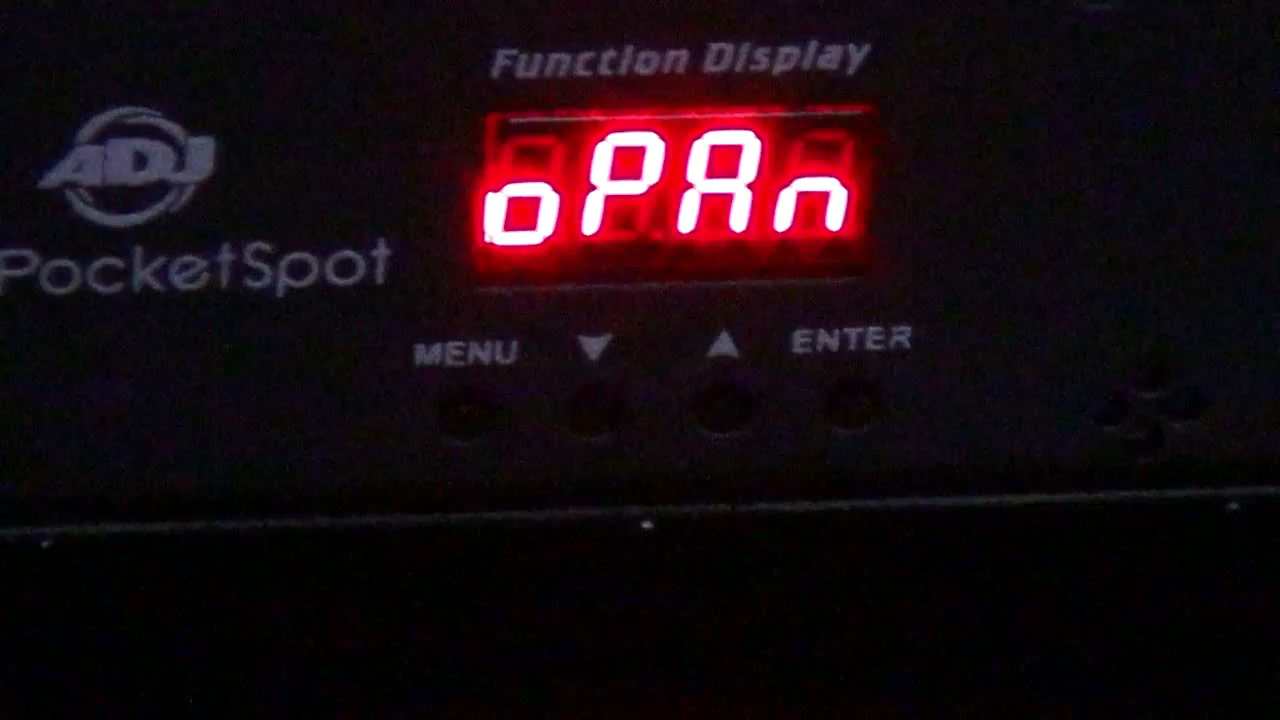 Function Display
ADJ
oPAn
PocketSpot
MENU ▼ ▲ ENTER